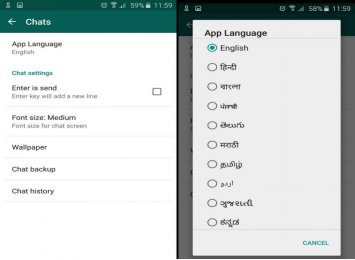 59% 11:59
Chats
App Language
English
Chat settings
Enter is send
Enter key will add a new line
Font size: Medium
Font size for chat screen
Wallpaper
Chat backup
Chat history
58% 11:59
App Language
English
हिन्दी
বাংলা
ਪੰਜਾਬੀ
తెలుగు
मराठी
தமிழ்
اردو
ગુજરાતી
ಕನ್ನಡ
CANCEL